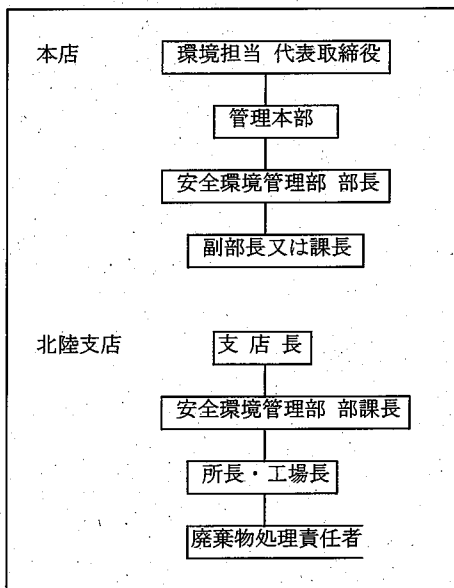 本店
環境担当 代表取締役
管理本部
安全環境管理部 部長
副部長又は課長
北陸支店
支 店 長
安全環境管理部 部課長
所長・工場長
廃棄物処理責任者